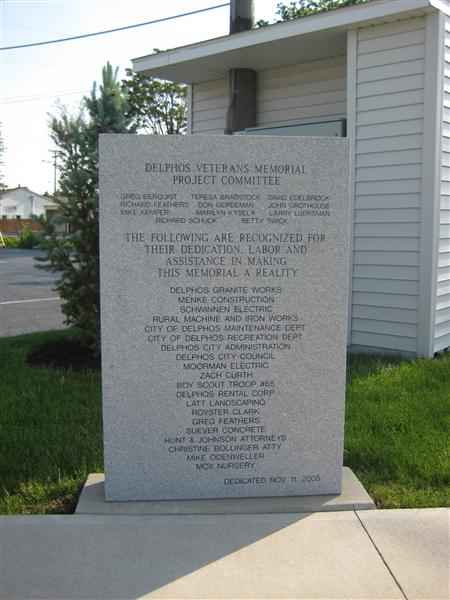 DELPHOS VETERANS MEMORIAL
PROJECT COMMITTEE
GREG BERQUIST TERESA BRADSTOCK DAVID EDELBROCK
RICHARD FEATHERS DON GERDEMAN JOHN GROTHOUSE
MIKE KEMPER MARILYN KYSELA LARRY LUERSMAN
RICHARD SCHUCK BETTY TWICK
THE FOLLOWING ARE RECOGNIZED FOR
THEIR DEDICATION, LABOR AND
ASSISTANCE IN MAKING
THIS MEMORIAL A REALITY
DELPHOS GRANITE WORKS
MENKE CONSTRUCTION
SCHWINNEN ELECTRIC
RURAL MACHINE AND IRON WORKS
CITY OF DELPHOS MAINTENANCE DEPT
CITY OF DELPHOS RECREATION DEPT
DELPHOS CITY ADMINISTRATION
DELPHOS CITY COUNCIL
MOORMAN ELECTRIC
ZACH CURTH
BOY SCOUT TROOP #65
DELPHOS RENTAL CORP
LATT LANDSCAPING
ROYSTER CLARK
GREG FEATHERS
SUEVER CONCRETE
HUNT & JOHNSON ATTORNEYS
CHRISTINE BOLLINGER ATTY
MIKE ODENWELLER
MOX NURSERY
DEDICATED NOV. 11, 2005